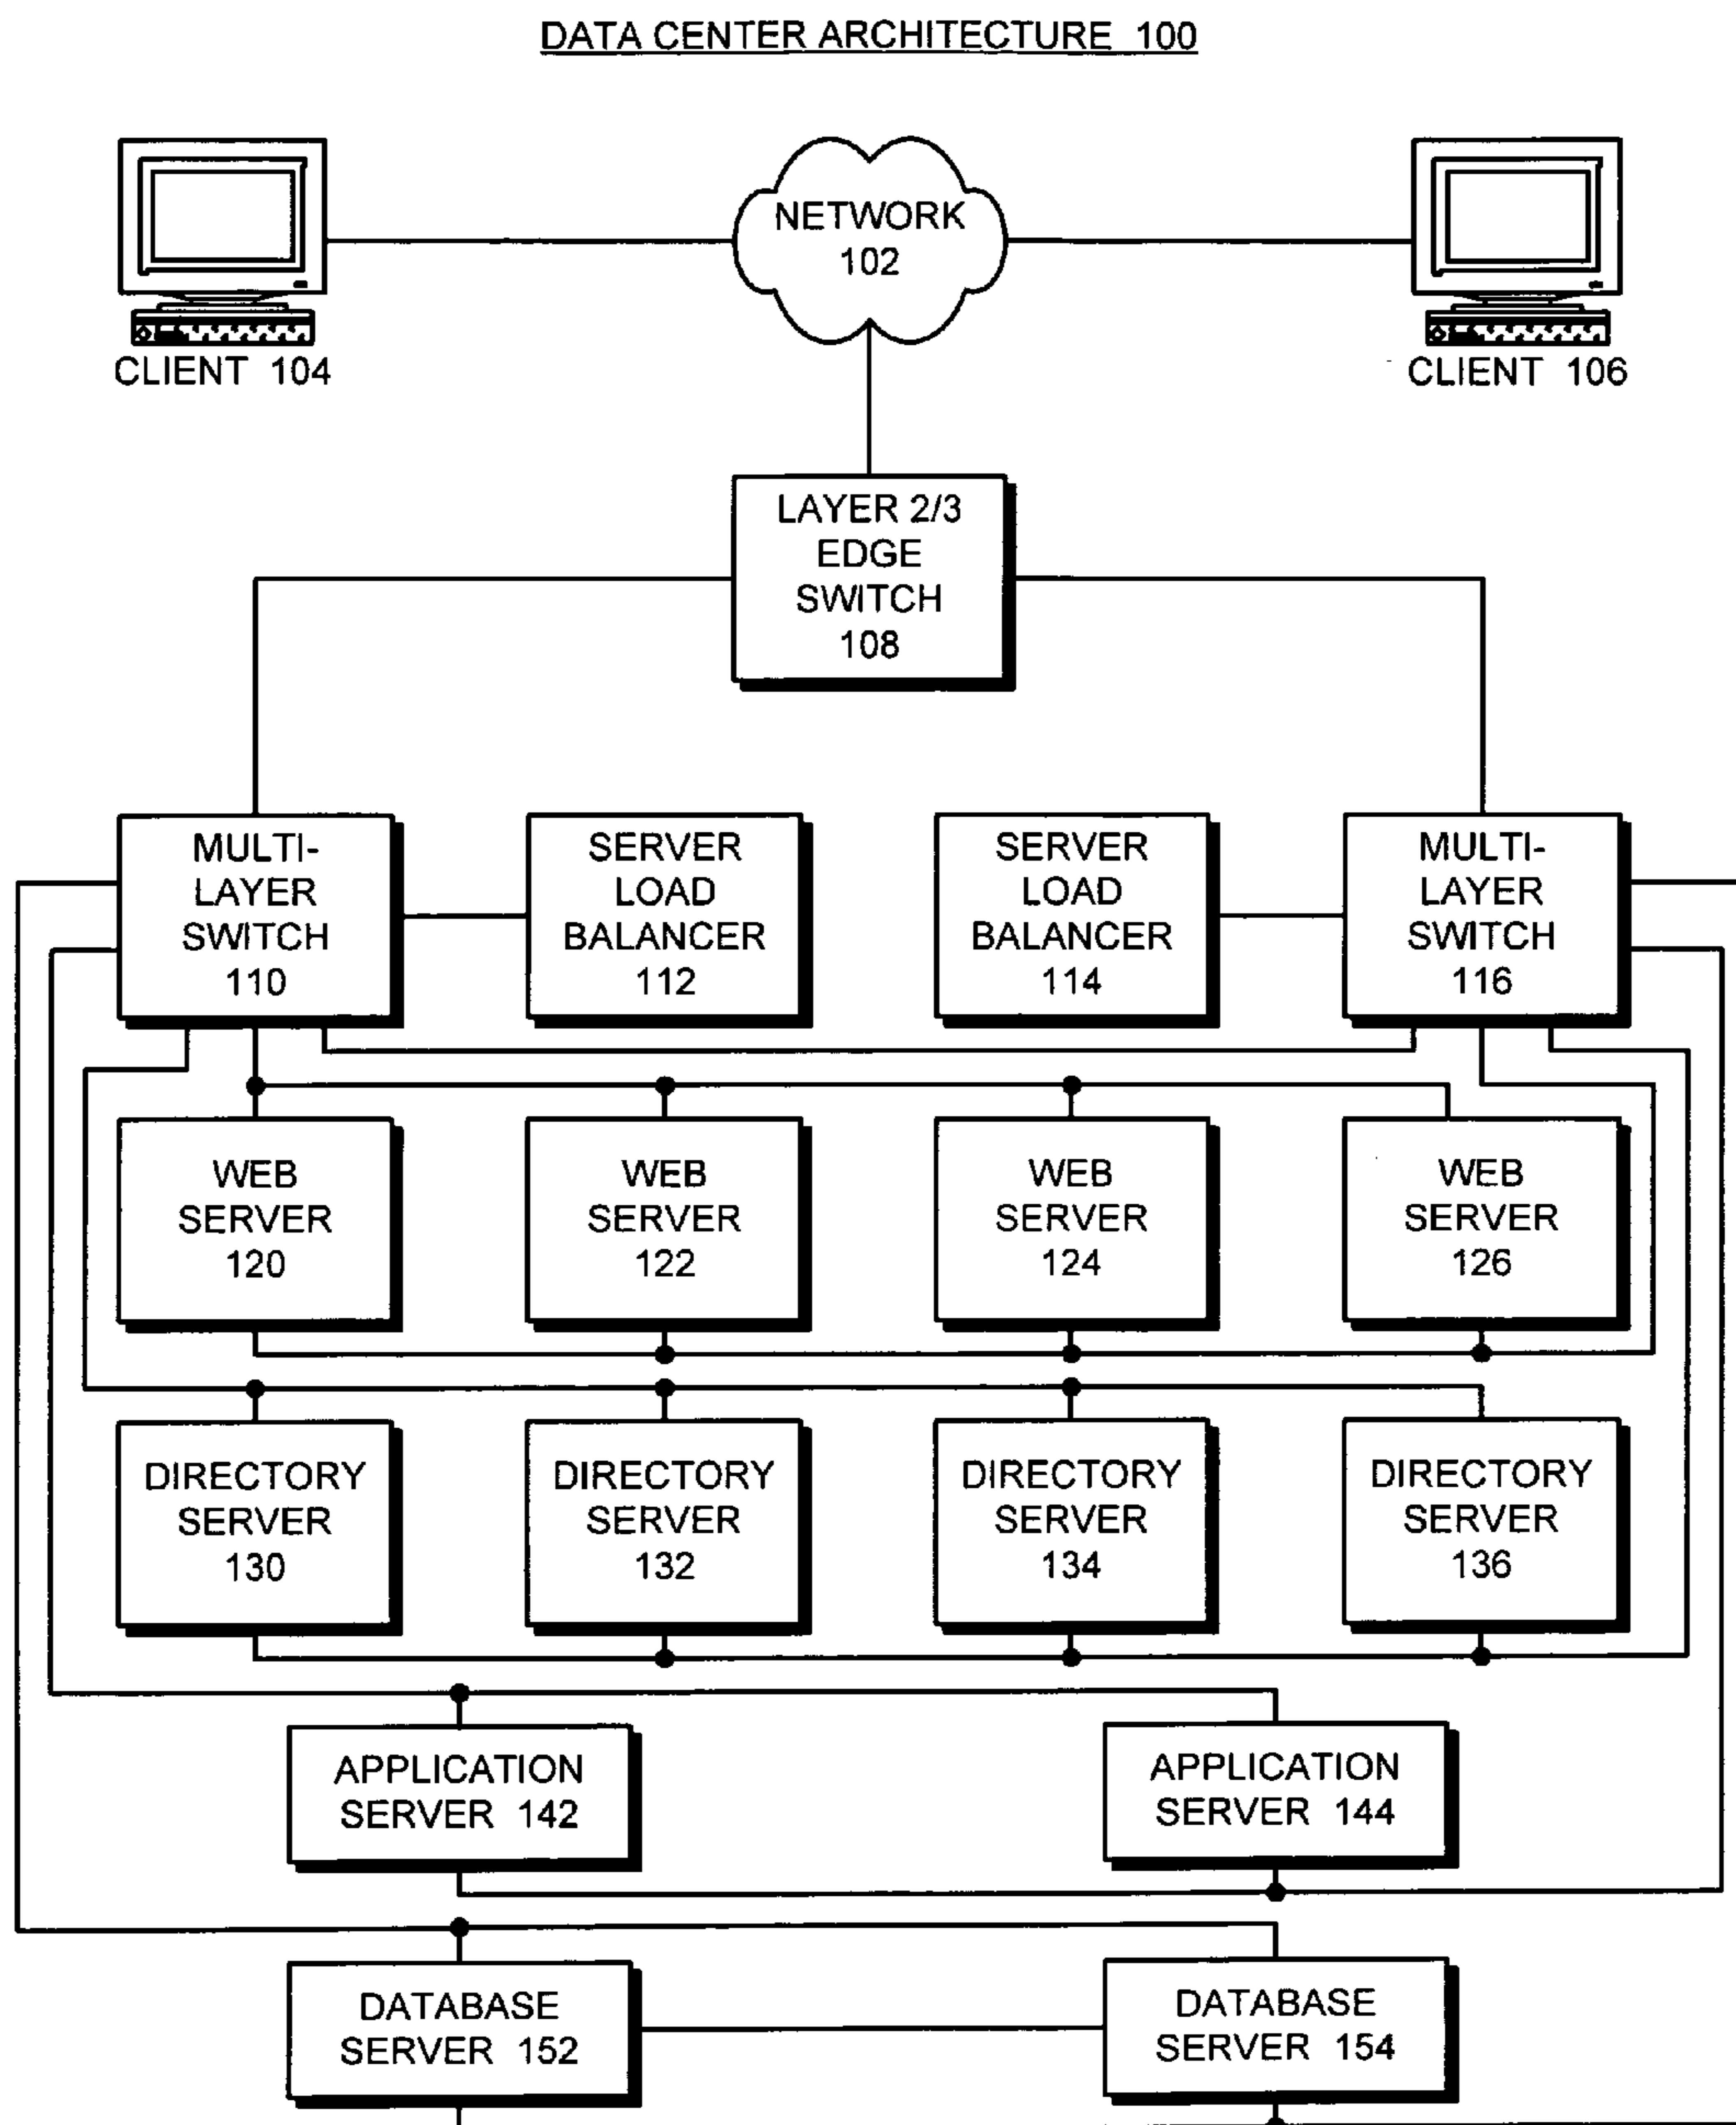 DATA CENTER ARCHITECTURE 100
NETWORK
102
CLIENT 104
CLIENT 106
LAYER 2/3
EDGE
SWITCH
108
MULTI-
LAYER
SWITCH
110
SERVER
LOAD
BALANCER
112
SERVER
LOAD
BALANCER
114
MULTI-
LAYER
SWITCH
116
WEB
SERVER
120
WEB
SERVER
122
WEB
SERVER
124
WEB
SERVER
126
DIRECTORY
SERVER
130
DIRECTORY
SERVER
132
DIRECTORY
SERVER
134
DIRECTORY
SERVER
136
APPLICATION
SERVER 142
APPLICATION
SERVER 144
DATABASE
SERVER 152
DATABASE
SERVER 154